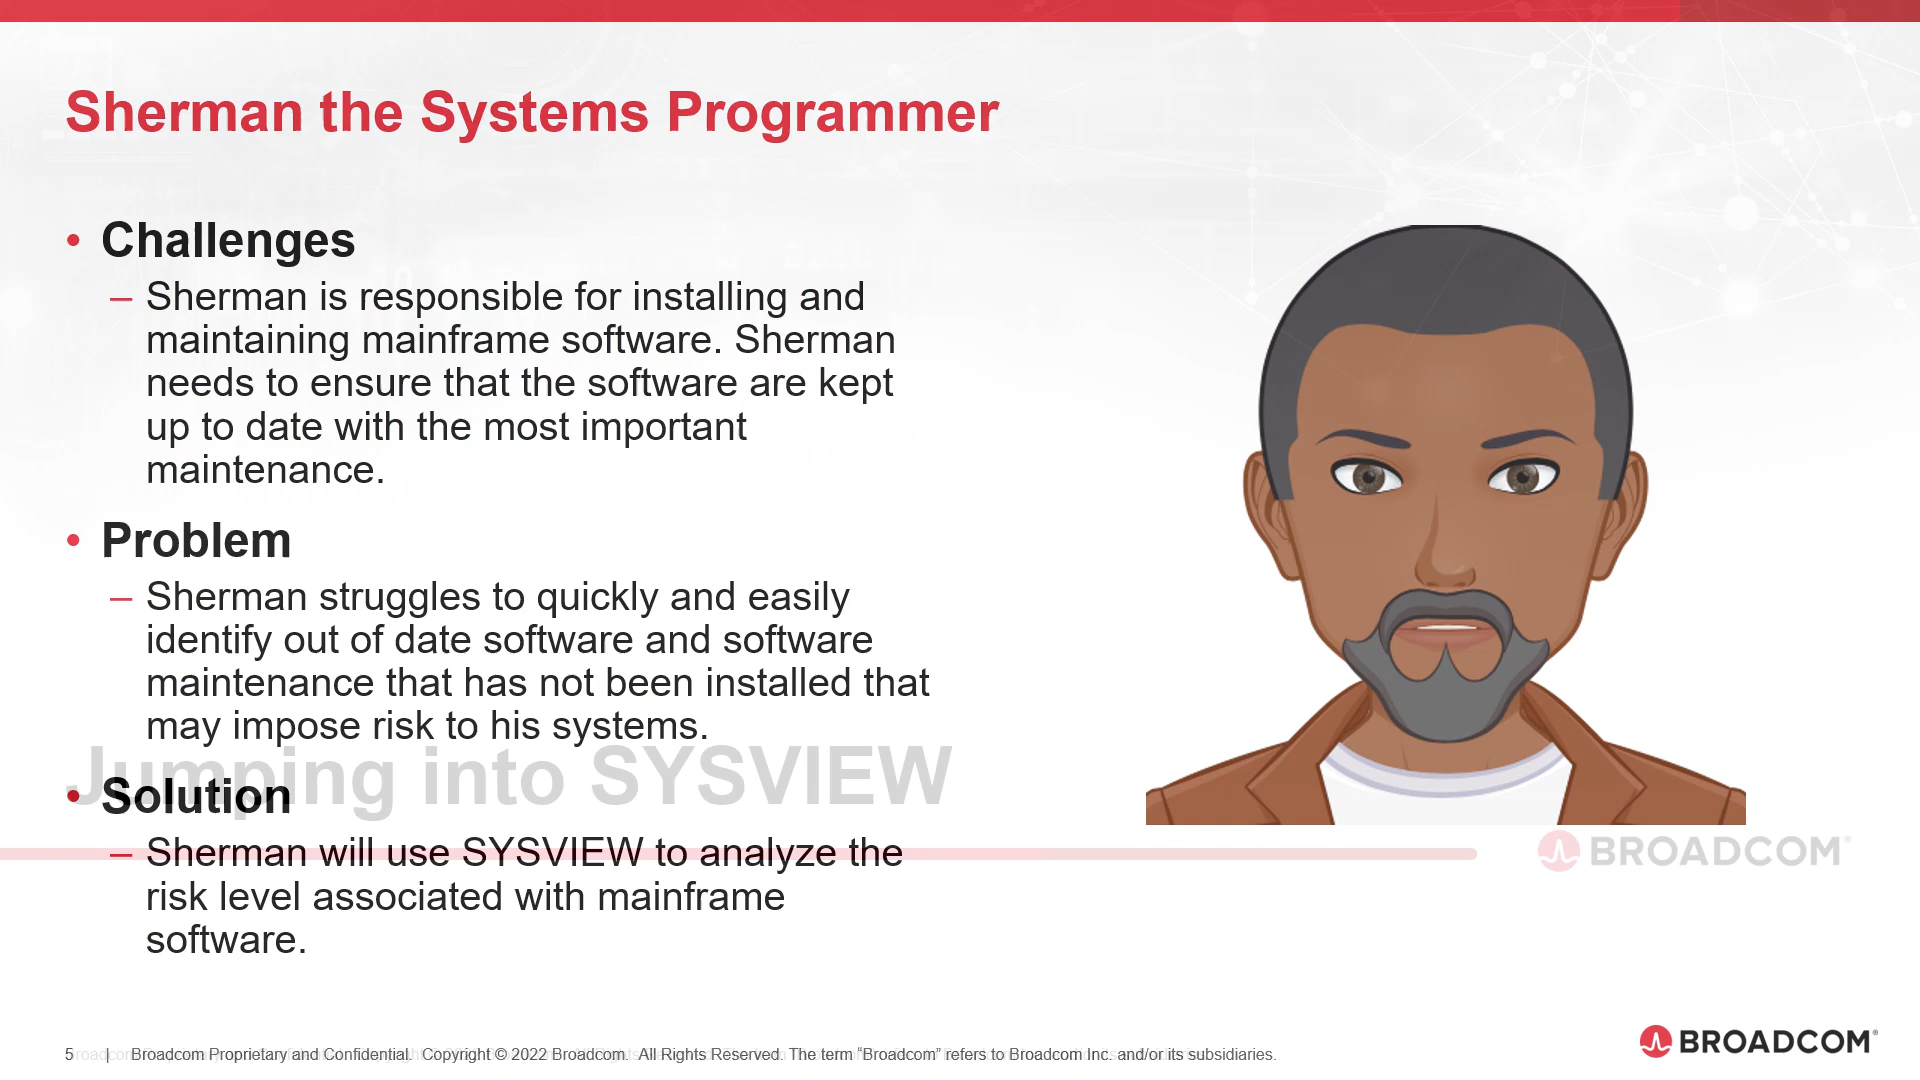 Sherman the Systems Programmer
• Challenges
– Sherman is responsible for installing and
maintaining mainframe software. Sherman
needs to ensure that the software are kept
up to date with the most important
maintenance.
• Problem
– Sherman struggles to quickly and easily
identify out of date software and software
maintenance that has not been installed that
may impose risk to his systems.
Jumping into SYSVIEW
• Solution
– Sherman will use SYSVIEW to analyze the
risk level associated with mainframe
software.
BROADCOM®
5 | Broadcom Proprietary and Confidential. Copyright © 2022 Broadcom. All Rights Reserved. The term “Broadcom” refers to Broadcom Inc. and/or its subsidiaries.
BROADCOM®